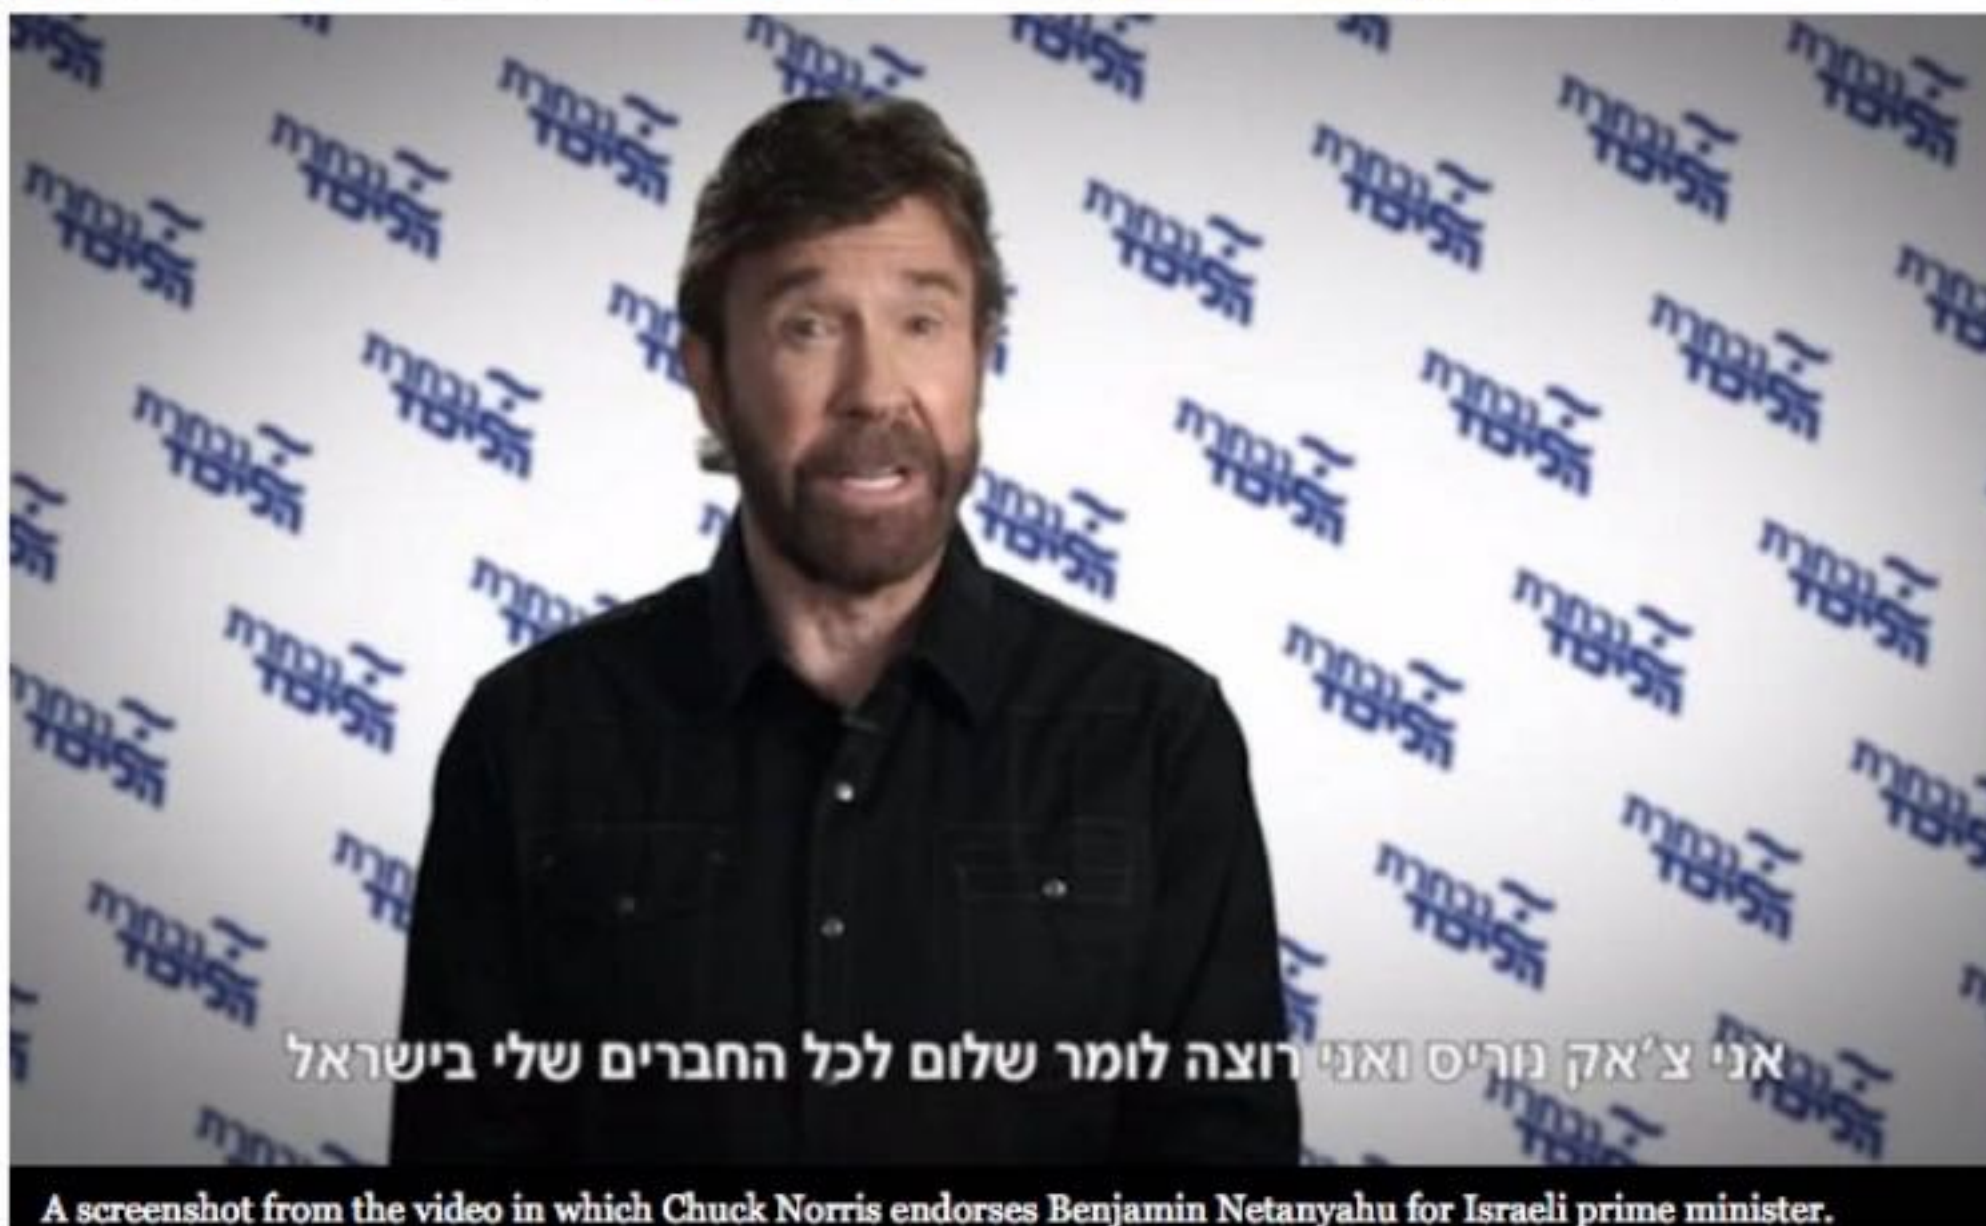 נבחרת
הליכוד
אני צ'אק נוריס ואני רוצה לומר שלום לכל החברים שלי בישראל
A screenshot from the video in which Chuck Norris endorses Benjamin Netanyahu for Israeli prime minister.